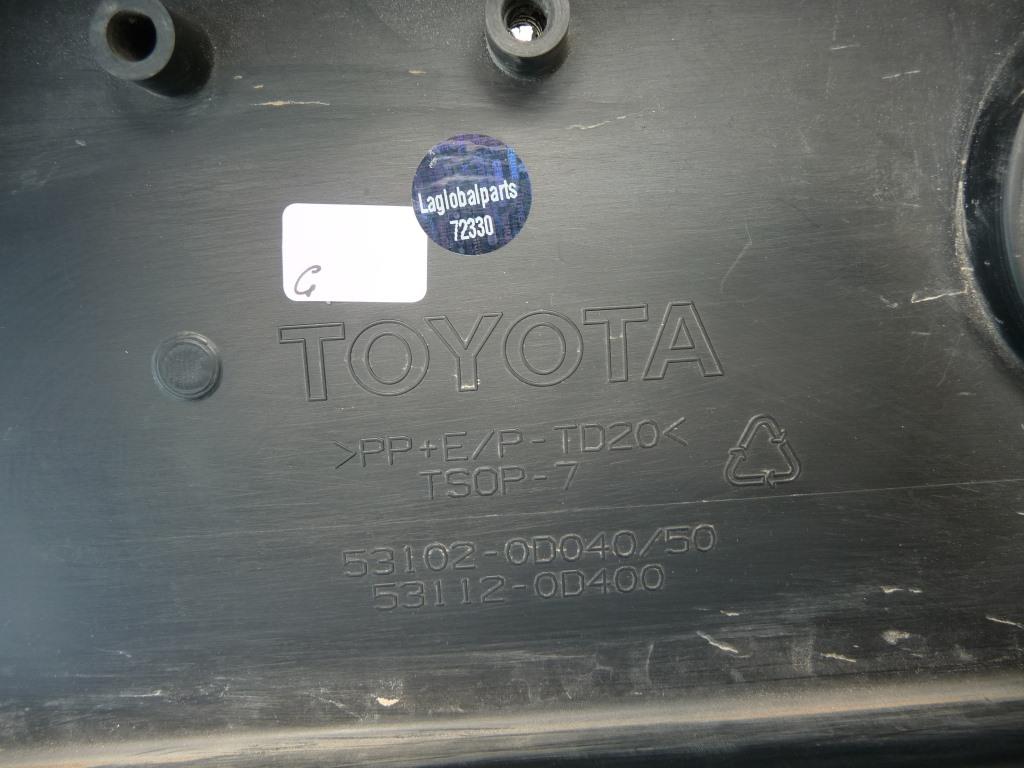 Laglobalparts
72330
G
TOYOTA
>PP+E/P-TD20<
TSOP-7
53102-0D040/50
53112-0D400